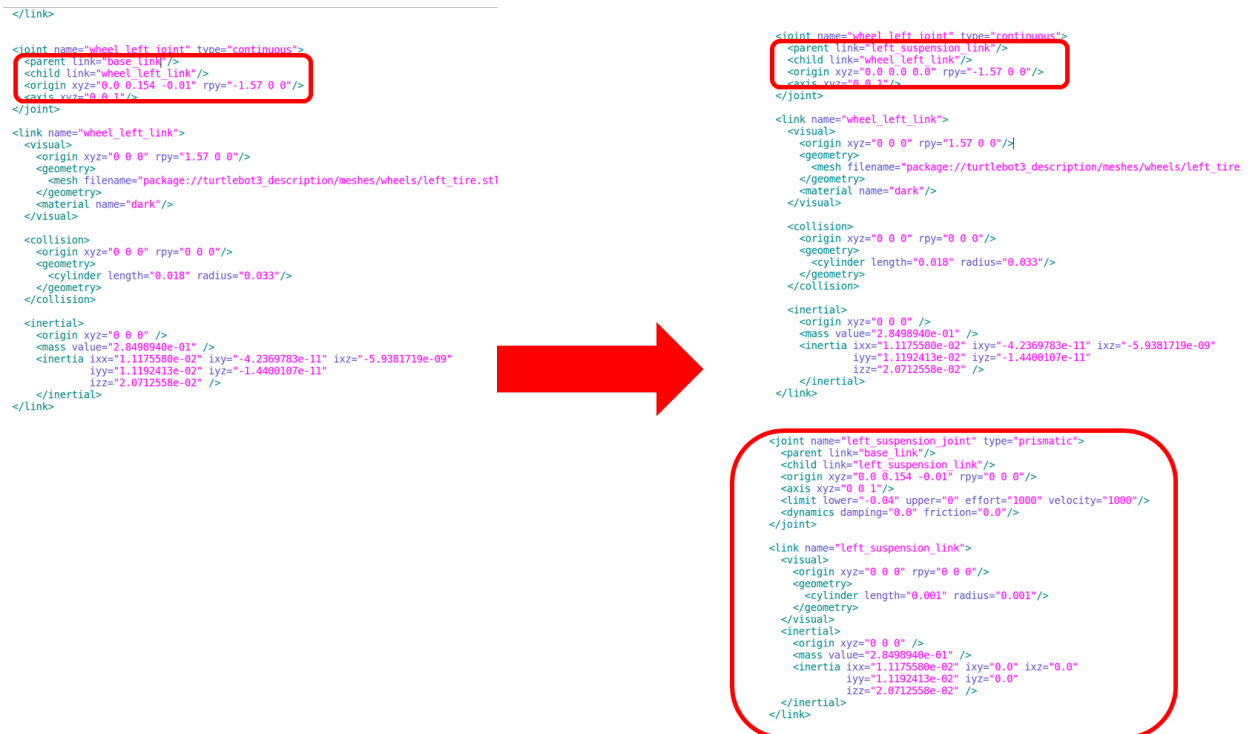 </link>
<joint name="wheel_left_joint" type="continuous">
<parent link="base_link"/>
<child link="wheel_left_link"/>
<origin xyz="0.0 0.154 -0.01" rpy="-1.57 0 0"/>
<axis xyz="0 0 1"/>
</joint>
<link name="wheel_left_link">
<visual>
<origin xyz="0 0 0" rpy="1.57 0 0"/>
<geometry>
<mesh filename="package://turtlebot3_description/meshes/wheels/left_tire.stl
</geometry>
<material name="dark"/>
</visual>
<collision>
<origin xyz="0 0 0" rpy="0 0 0"/>
<geometry>
<cylinder length="0.018" radius="0.033"/>
</geometry>
</collision>
<inertial>
<origin xyz="0 0 0" />
<mass value="2.8498940e-01" />
<inertia ixx="1.1175580e-02" ixy="-4.2369783e-11" ixz="-5.9381719e-09"
iyy="1.1192413e-02" iyz="-1.4400107e-11"
izz="2.0712558e-02" />
</inertial>
</link>
<joint name="wheel_left_joint" type="continuous">
<parent link="left_suspension_link"/>
<child link="wheel_left_link"/>
<origin xyz="0.0 0.0 0.0" rpy="-1.57 0 0"/>
<axis xyz="0 0 1"/>
</joint>
<link name="wheel_left_link">
<visual>
<origin xyz="0 0 0" rpy="1.57 0 0"/>
<geometry>
<mesh filename="package://turtlebot3_description/meshes/wheels/left_tire
</geometry>
<material name="dark"/>
</visual>
<collision>
<origin xyz="0 0 0" rpy="0 0 0"/>
<geometry>
<cylinder length="0.018" radius="0.033"/>
</geometry>
</collision>
<inertial>
<origin xyz="0 0 0" />
<mass value="2.8498940e-01" />
<inertia ixx="1.1175580e-02" ixy="-4.2369783e-11" ixz="-5.9381719e-09"
iyy="1.1192413e-02" iyz="-1.4400107e-11"
izz="2.0712558e-02" />
</inertial>
</link>
<joint name="left_suspension_joint" type="prismatic">
<parent link="base_link"/>
<child link="left_suspension_link"/>
<origin xyz="0.0 0.154 -0.01" rpy="0 0 0"/>
<axis xyz="0 0 1"/>
<limit lower="-0.04" upper="0" effort="1000" velocity="1000"/>
<dynamics damping="0.0" friction="0.0"/>
</joint>
<link name="left_suspension_link">
<visual>
<origin xyz="0 0 0" rpy="0 0 0"/>
<geometry>
<cylinder length="0.001" radius="0.001"/>
</geometry>
</visual>
<inertial>
<origin xyz="0 0 0" />
<mass value="2.8498940e-01" />
<inertia ixx="1.1175580e-02" ixy="0.0" ixz="0.0"
iyy="1.1192413e-02" iyz="0.0"
izz="2.0712558e-02" />
</inertial>
</link>